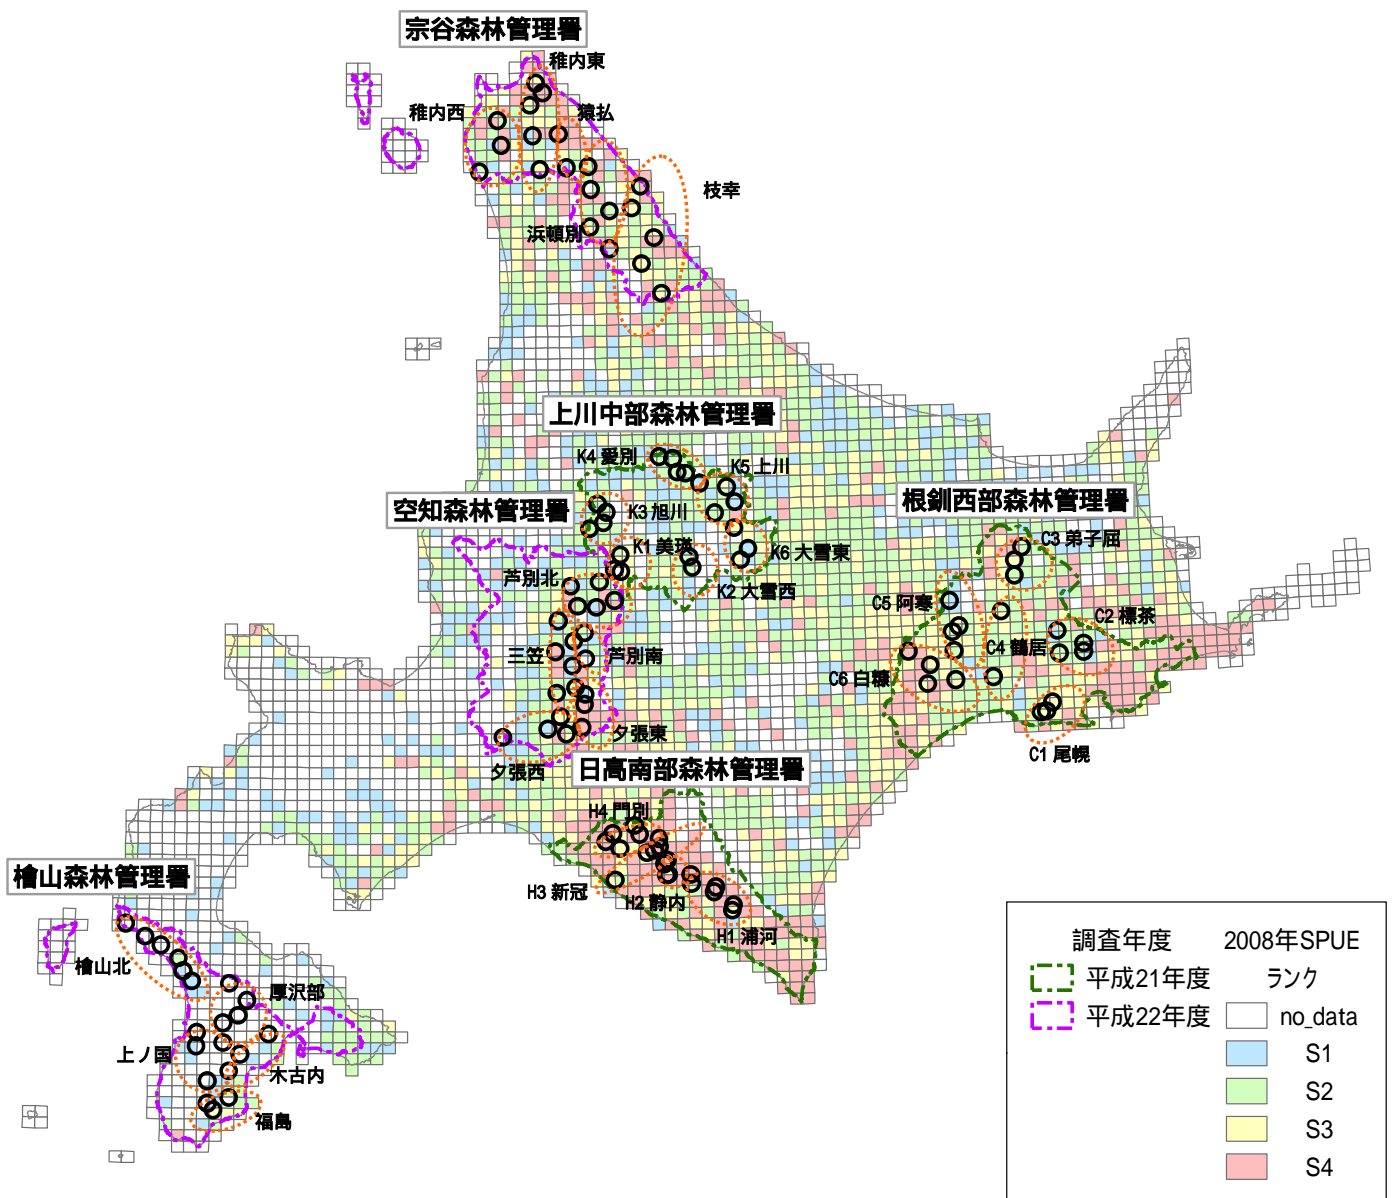 宗谷森林管理署
稚内東
稚内西
猿払
枝幸
浜頓別
上川中部森林管理署
K4 愛別
K5 上川
空知森林管理署
K3 旭川
根釧西部森林管理署
K1 美瑛
K6 大雪東
C3 弟子屈
芦別北
K2 大雪西
C5 阿寒
C2 標茶
三笠
芦別南
C4 鶴居
C6 白糠
夕張東
夕張西
C1 尾幌
日高南部森林管理署
H4 門別
檜山森林管理署
H3 新冠
H2 静内
H1 浦河
檜山北
厚沢部
上ノ国
木古内
福島
調査年度 2008年SPUE
平成21年度 ランク
平成22年度 no_data
S1
S2
S3
S4